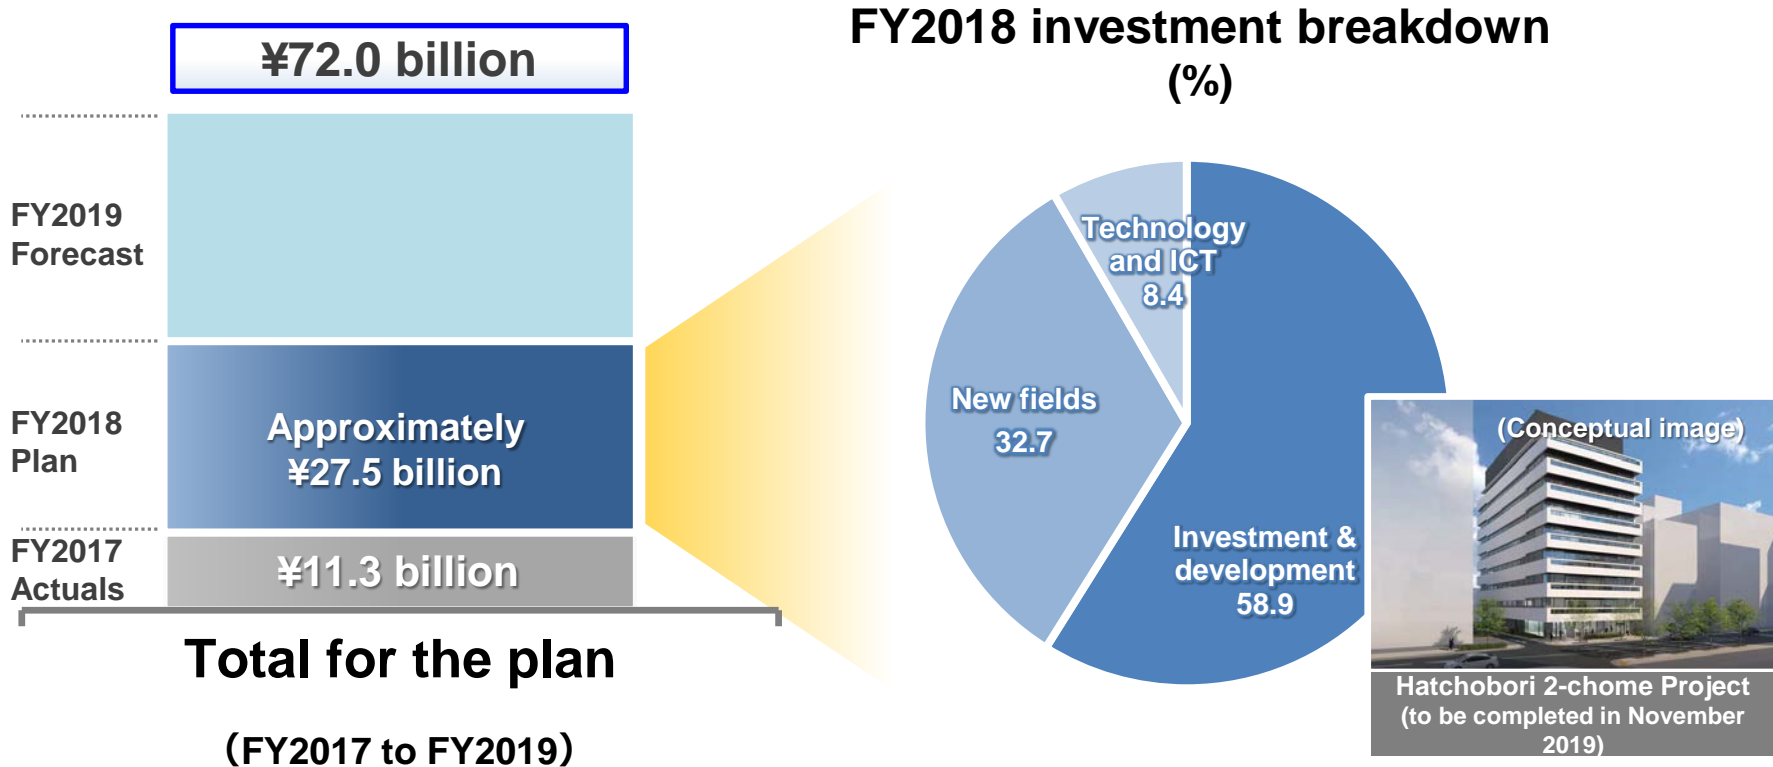 ¥72.0 billion
FY2019
Forecast
FY2018
Plan
Approximately
¥27.5 billion
FY2017
Actuals
¥11.3 billion
Total for the plan
（FY2017 to FY2019）
FY2018 investment breakdown
(%)
Technology
and ICT
8.4
New fields
32.7
Investment &
development
58.9
(Conceptual image)
Hatchobori 2-chome Project
(to be completed in November
2019)